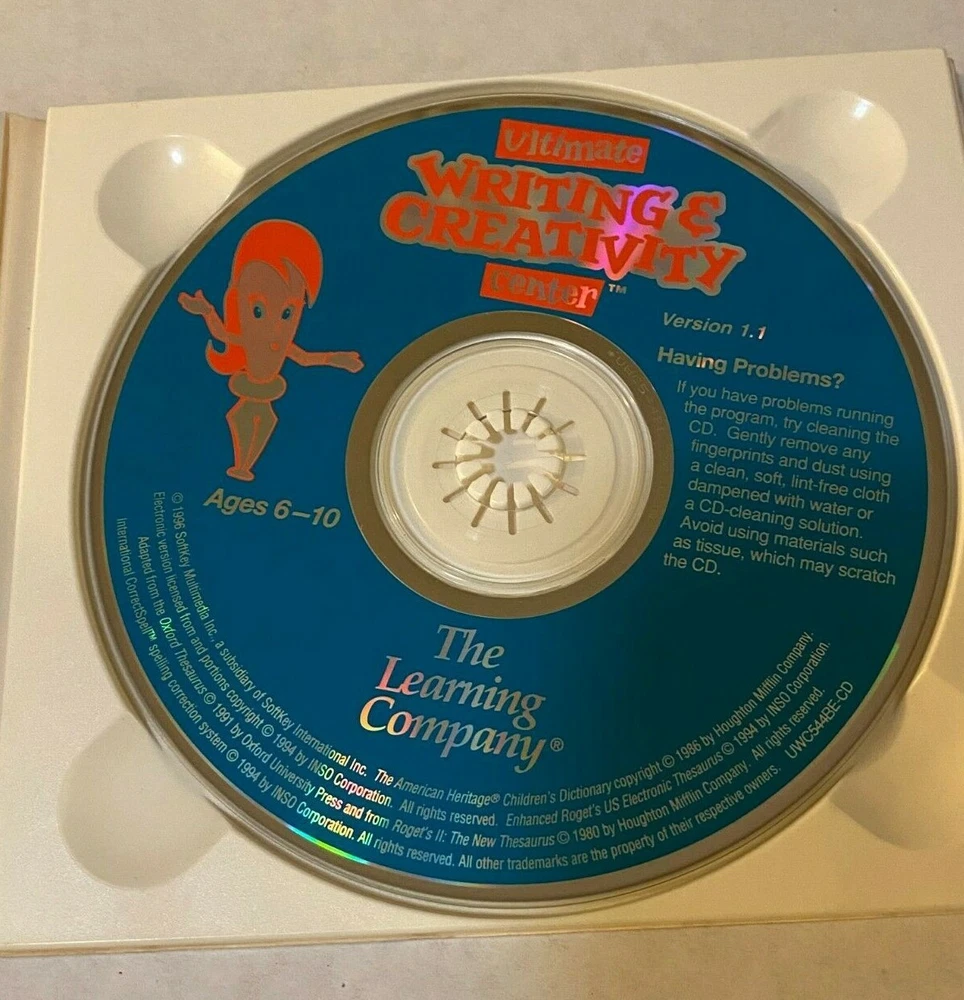 Ultimate
WRITING &
CREATIVITY
center™
Version 1.1
Having Problems?
If you have problems running
the program, try cleaning the
CD. Gently remove any
fingerprints and dust using
a clean, soft, lint-free cloth
dampened with water or
a CD-cleaning solution.
Avoid using materials such
as tissue, which may scratch
the CD.
Ages 6–10
The
Learning
Company®
© 1996 SoftKey Multimedia Inc., a subsidiary of SoftKey International Inc. The American Heritage® Children's Dictionary copyright © 1986 by Houghton Mifflin Company.
Electronic version licensed from and portions copyright © 1994 by INSO Corporation. All rights reserved. Enhanced Roget's US Electronic Thesaurus © 1994 by INSO Corporation.
Adapted from the Oxford Thesaurus © 1991 by Oxford University Press and from Roget's II: The New Thesaurus © 1980 by Houghton Mifflin Company. All rights reserved.
International CorrectSpell™ spelling correction system © 1994 by INSO Corporation. All rights reserved. All other trademarks are the property of their respective owners. UWC544BE-CD